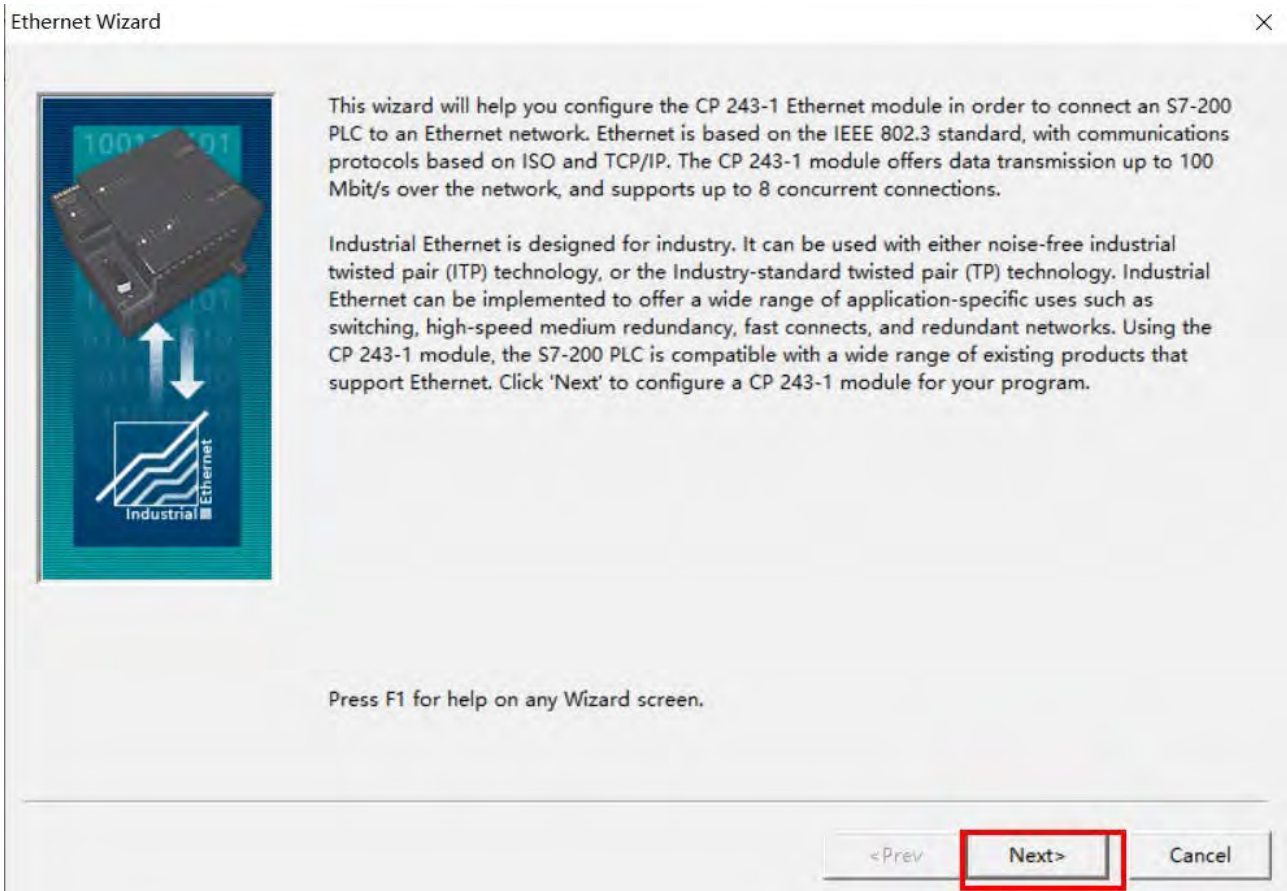 Ethernet Wizard
This wizard will help you configure the CP 243-1 Ethernet module in order to connect an S7-200
PLC to an Ethernet network. Ethernet is based on the IEEE 802.3 standard, with communications
protocols based on ISO and TCP/IP. The CP 243-1 module offers data transmission up to 100
Mbit/s over the network, and supports up to 8 concurrent connections.
Industrial Ethernet is designed for industry. It can be used with either noise-free industrial
twisted pair (ITP) technology, or the Industry-standard twisted pair (TP) technology. Industrial
Ethernet can be implemented to offer a wide range of application-specific uses such as
switching, high-speed medium redundancy, fast connects, and redundant networks. Using the
CP 243-1 module, the S7-200 PLC is compatible with a wide range of existing products that
support Ethernet. Click 'Next' to configure a CP 243-1 module for your program.
Industrial
Ethernet
Press F1 for help on any Wizard screen.
<Prev
Next>
Cancel